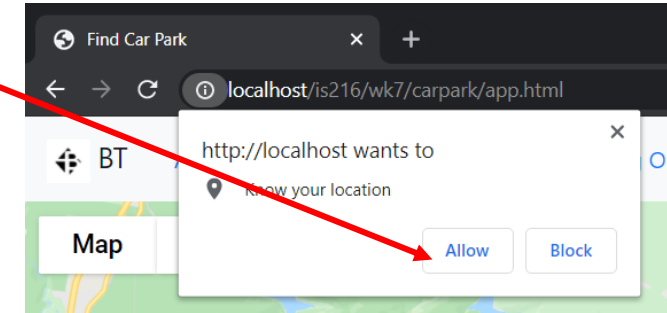 Find Car Park
localhost/is216/wk7/carpark/app.html
BT
http://localhost wants to
Know your location
Map
Allow
Block